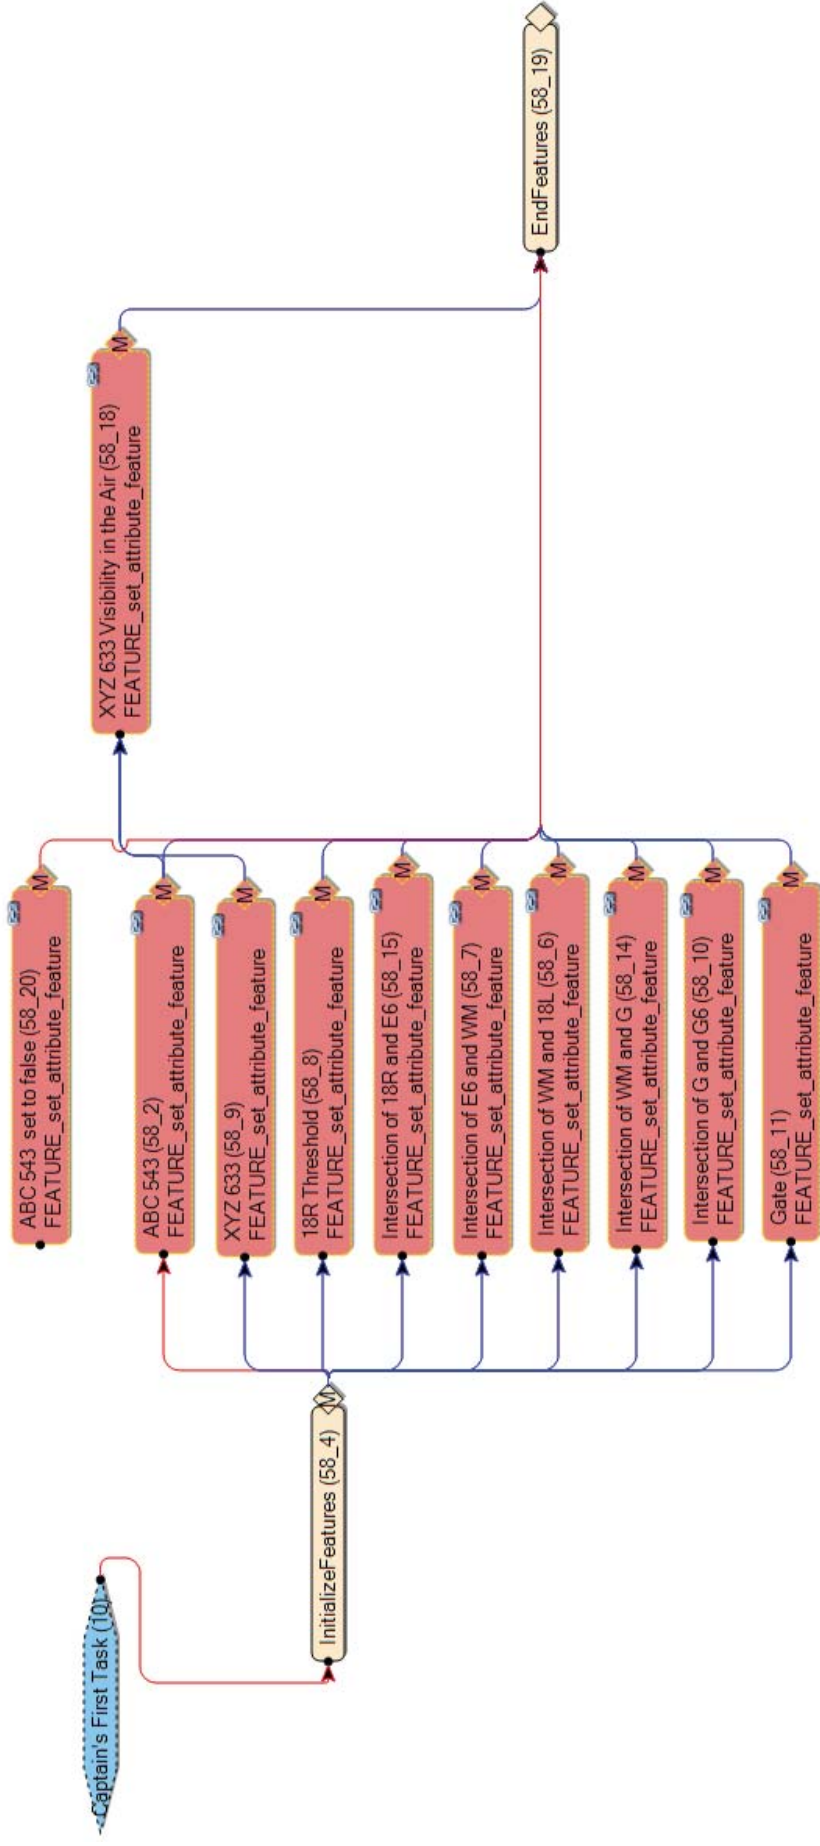 Captain's First Task (10)
InitializeFeatures (58_4)
M
ABC 543  set to false (58_20)
FEATURE_set_attribute_feature
M
ABC 543 (58_2)
FEATURE_set_attribute_feature
M
XYZ 633 (58_9)
FEATURE_set_attribute_feature
M
18R Threshold (58_8)
FEATURE_set_attribute_feature
M
Intersection of 18R and E6 (58_15)
FEATURE_set_attribute_feature
M
Intersection of E6 and WM (58_7)
FEATURE_set_attribute_feature
M
Intersection of WM and 18L (58_6)
FEATURE_set_attribute_feature
M
Intersection of WM and G (58_14)
FEATURE_set_attribute_feature
M
Intersection of G and G6 (58_10)
FEATURE_set_attribute_feature
M
Gate (58_11)
FEATURE_set_attribute_feature
M
XYZ 633 Visibility in the Air (58_18)
FEATURE_set_attribute_feature
M
EndFeatures (58_19)